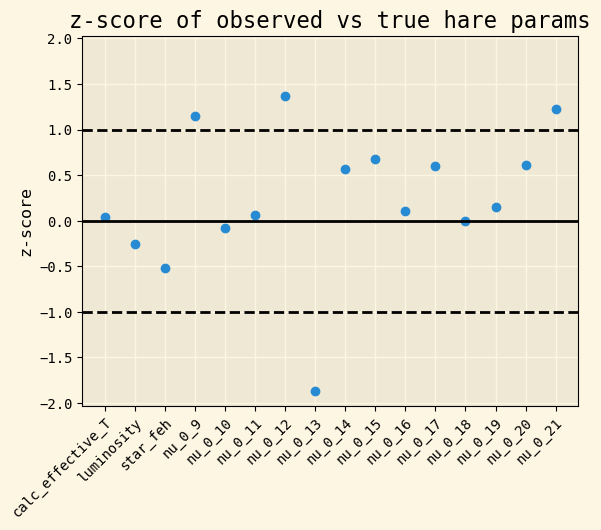 z-score of observed vs true hare params
z-score
2.0
1.5
1.0
0.5
0.0
−0.5
−1.0
−1.5
−2.0
calc_effective_T
luminosity
star_feh
nu_0_9
nu_0_10
nu_0_11
nu_0_12
nu_0_13
nu_0_14
nu_0_15
nu_0_16
nu_0_17
nu_0_18
nu_0_19
nu_0_20
nu_0_21